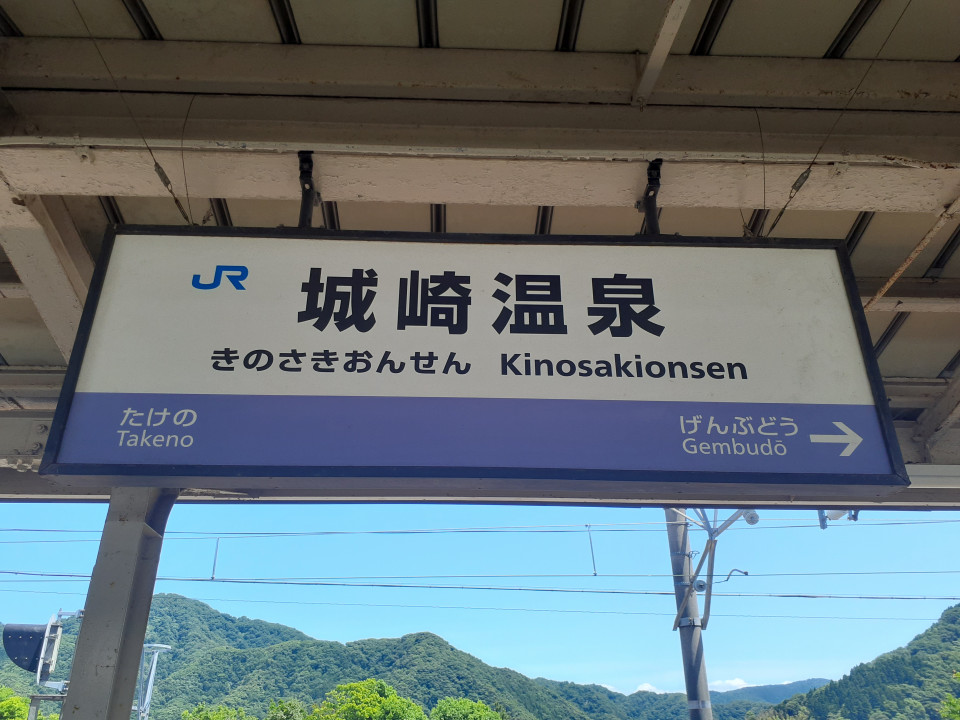 JR 城崎温泉
きのさきおんせん Kinosakionsen
たけの げんぶどう
Takeno Gembudō →